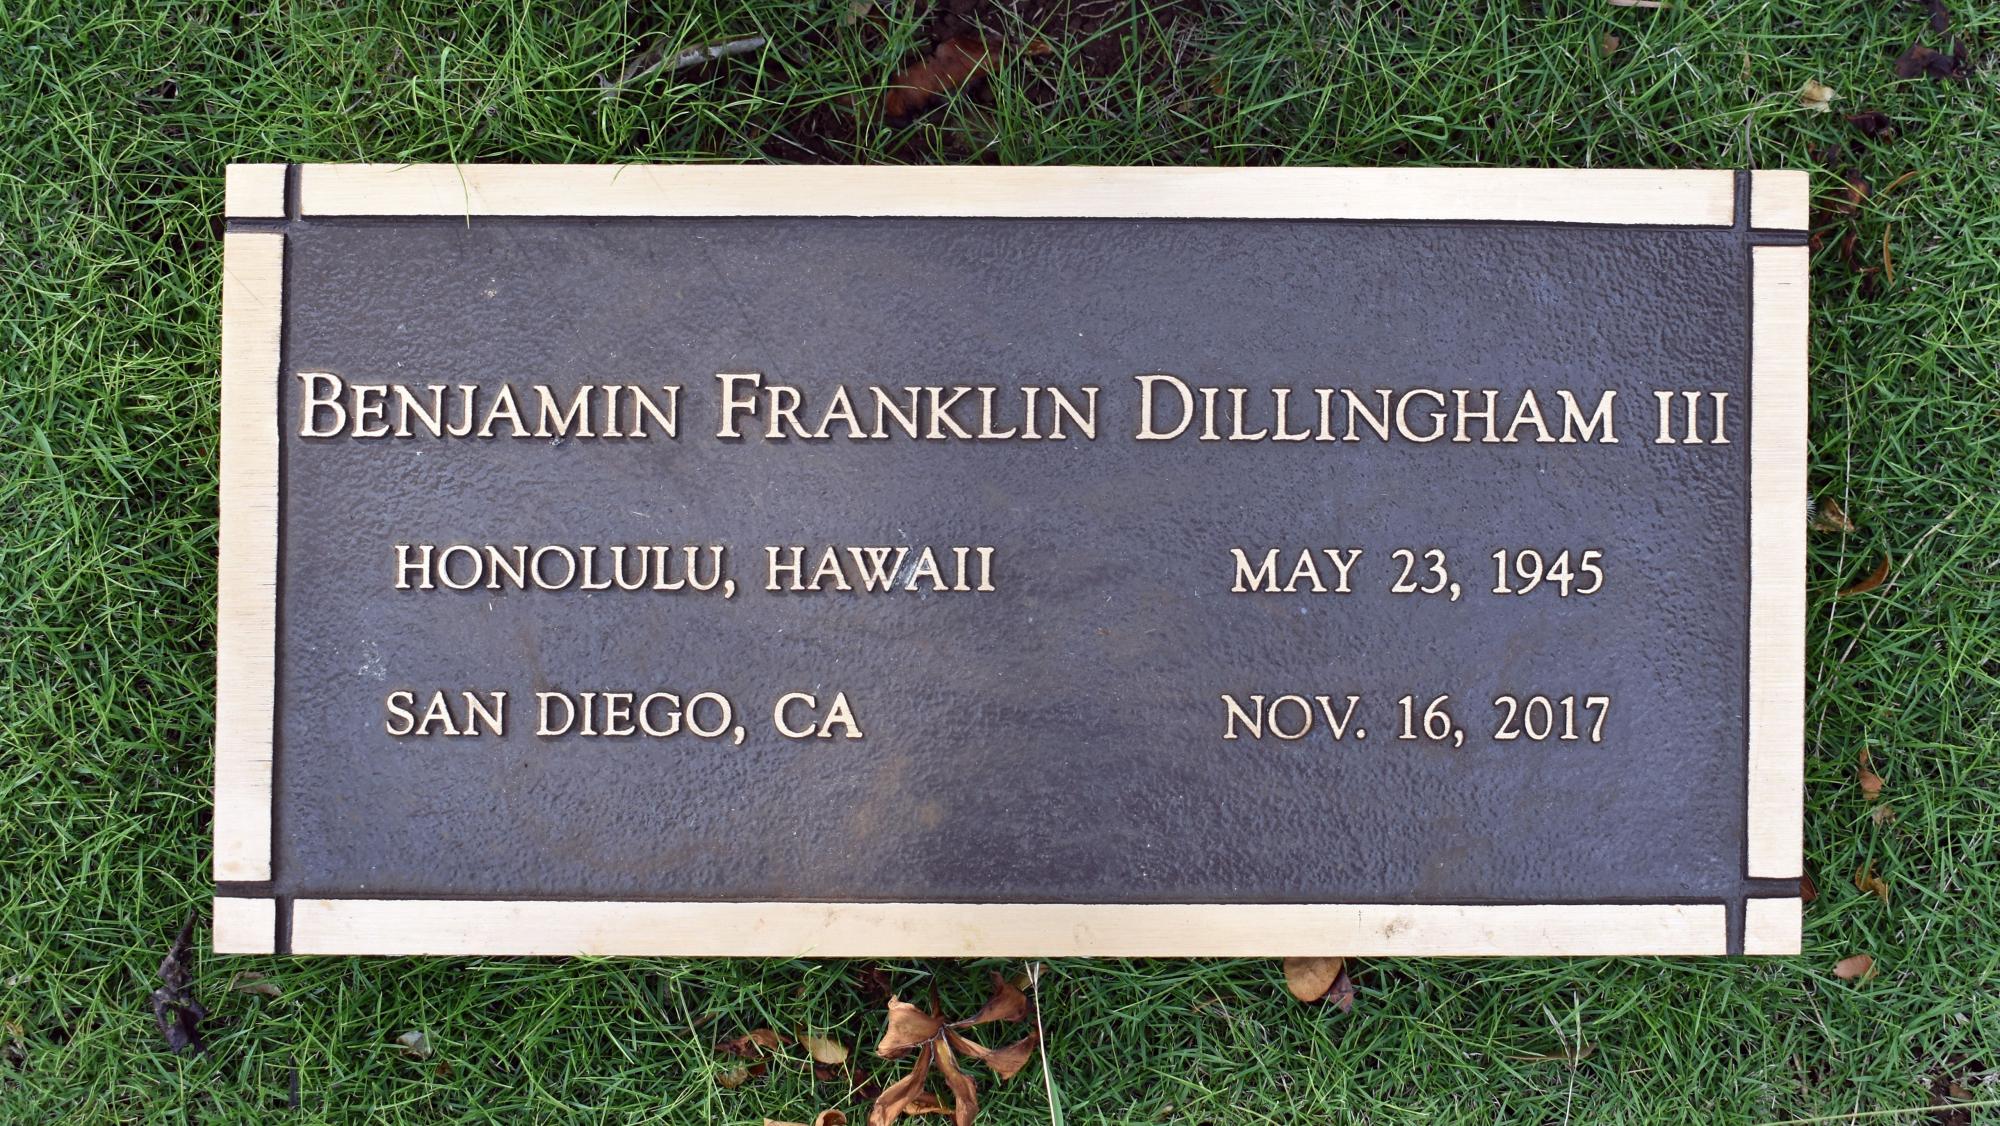 Benjamin Franklin Dillingham III
HONOLULU, HAWAII MAY 23, 1945
SAN DIEGO, CA NOV. 16, 2017